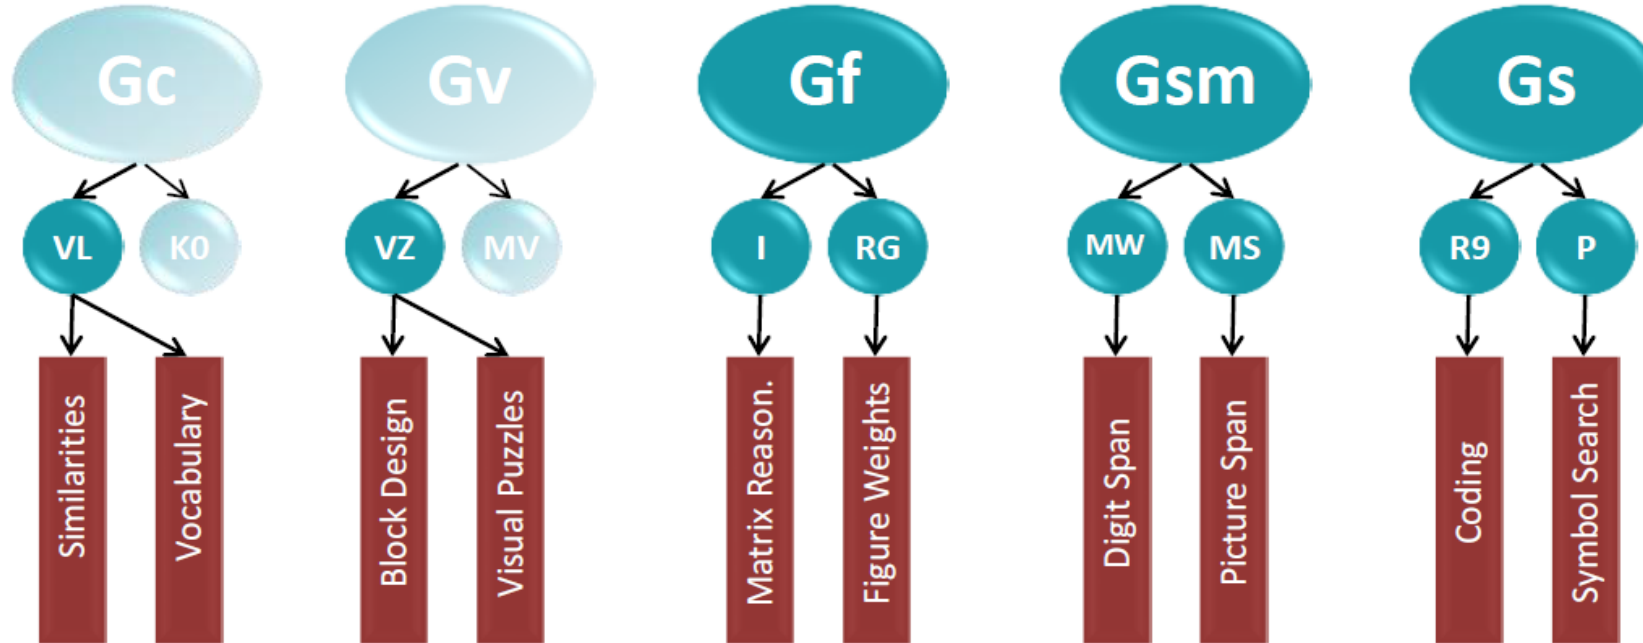 Gc
Gv
Gf
Gsm
Gs
VL
K0
VZ
MV
I
RG
MW
MS
R9
P
Similarities
Vocabulary
Block Design
Visual Puzzles
Matrix Reason.
Figure Weights
Digit Span
Picture Span
Coding
Symbol Search